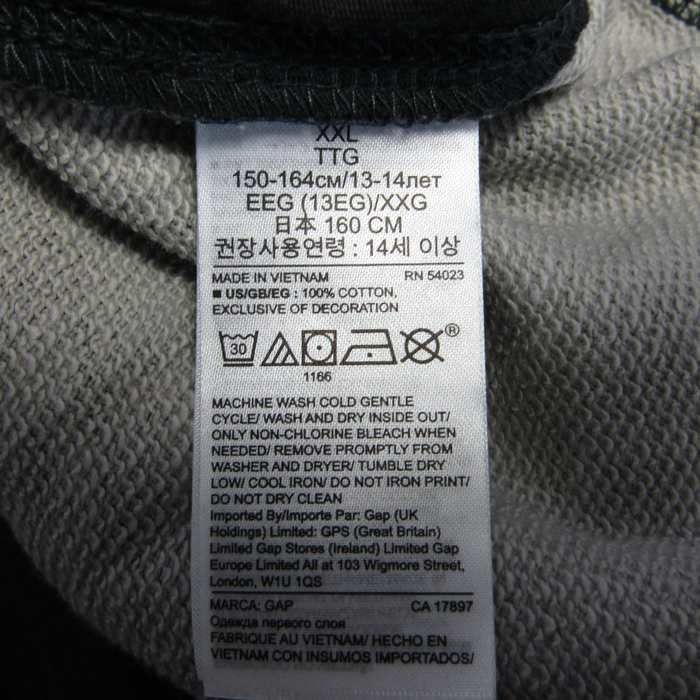 XXL
TTG
150-164см/13-14лет
EEG (13EG)/XXG
日本 160 CM
권장사용연령 : 14세 이상
MADE IN VIETNAM RN 54023
■ US/GB/EG : 100% COTTON,
EXCLUSIVE OF DECORATION
30 ®
1166
MACHINE WASH COLD GENTLE
CYCLE/ WASH AND DRY INSIDE OUT/
ONLY NON-CHLORINE BLEACH WHEN
NEEDED/ REMOVE PROMPTLY FROM
WASHER AND DRYER/ TUMBLE DRY
LOW/ COOL IRON/ DO NOT IRON PRINT/
DO NOT DRY CLEAN
Imported By/Importe Par: Gap (UK
Holdings) Limited: GPS (Great Britain)
Limited Gap Stores (Ireland) Limited Gap
Europe Limited All at 103 Wigmore Street,
London, W1U 1QS
MARCA: GAP CA 17897
Одежда первого слоя
FABRIQUE AU VIETNAM/ HECHO EN
VIETNAM CON INSUMOS IMPORTADOS/